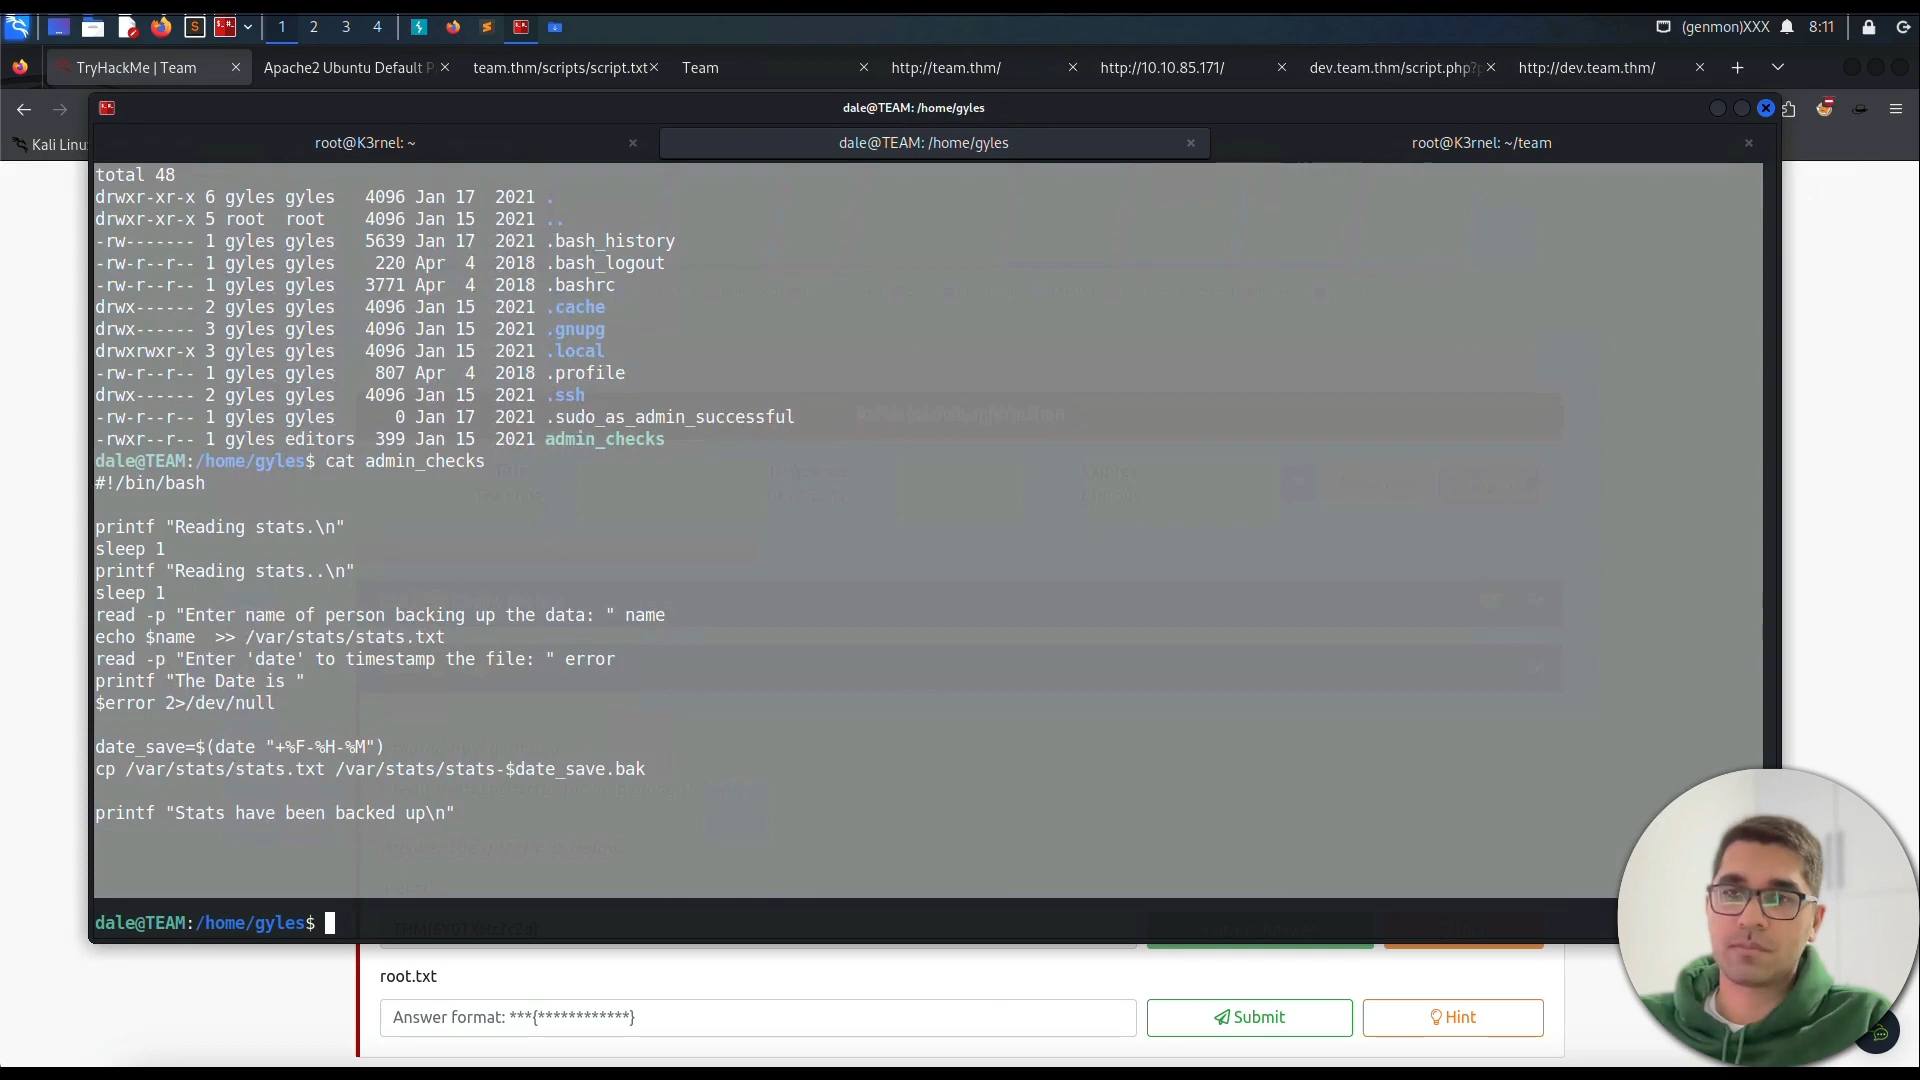 1 2 3 4 (genmon)XXX 8:11
TryHackMe | Team Apache2 Ubuntu Default P team.thm/scripts/script.txt Team http://team.thm/ http://10.10.85.171/ dev.team.thm/script.php?p http://dev.team.thm/
dale@TEAM: /home/gyles
Kali Linu root@K3rnel: ~ dale@TEAM: /home/gyles root@K3rnel: ~/team
total 48
drwxr-xr-x 6 gyles gyles   4096 Jan 17  2021 .
drwxr-xr-x 5 root  root    4096 Jan 15  2021 ..
-rw------- 1 gyles gyles   5639 Jan 17  2021 .bash_history
-rw-r--r-- 1 gyles gyles    220 Apr  4  2018 .bash_logout
-rw-r--r-- 1 gyles gyles   3771 Apr  4  2018 .bashrc
drwx------ 2 gyles gyles   4096 Jan 15  2021 .cache
drwx------ 3 gyles gyles   4096 Jan 15  2021 .gnupg
drwxrwxr-x 3 gyles gyles   4096 Jan 15  2021 .local
-rw-r--r-- 1 gyles gyles    807 Apr  4  2018 .profile
drwx------ 2 gyles gyles   4096 Jan 15  2021 .ssh
-rw-r--r-- 1 gyles gyles      0 Jan 17  2021 .sudo_as_admin_successful
-rwxr--r-- 1 gyles editors  399 Jan 15  2021 admin_checks
dale@TEAM:/home/gyles$ cat admin_checks
#!/bin/bash
printf "Reading stats.\n"
sleep 1
printf "Reading stats..\n"
sleep 1
read -p "Enter name of person backing up the data: " name
echo $name  >> /var/stats/stats.txt
read -p "Enter 'date' to timestamp the file: " error
printf "The Date is "
$error 2>/dev/null
date_save=$(date "+%F-%H-%M")
cp /var/stats/stats.txt /var/stats/stats-$date_save.bak
printf "Stats have been backed up\n"
dale@TEAM:/home/gyles$
root.txt
Answer format: ***{************} Submit Hint